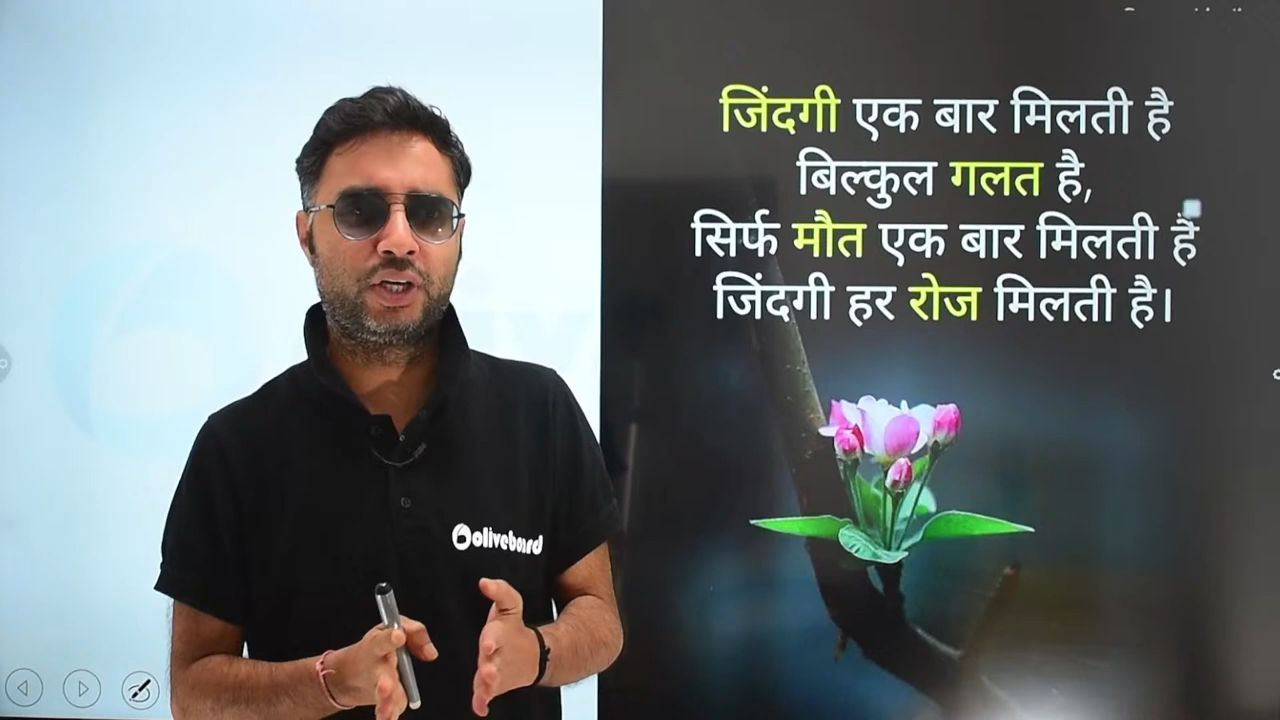 जिंदगी एक बार मिलती है
बिल्कुल गलत है,
सिर्फ मौत एक बार मिलती हैं
जिंदगी हर रोज मिलती है।
oliveboard